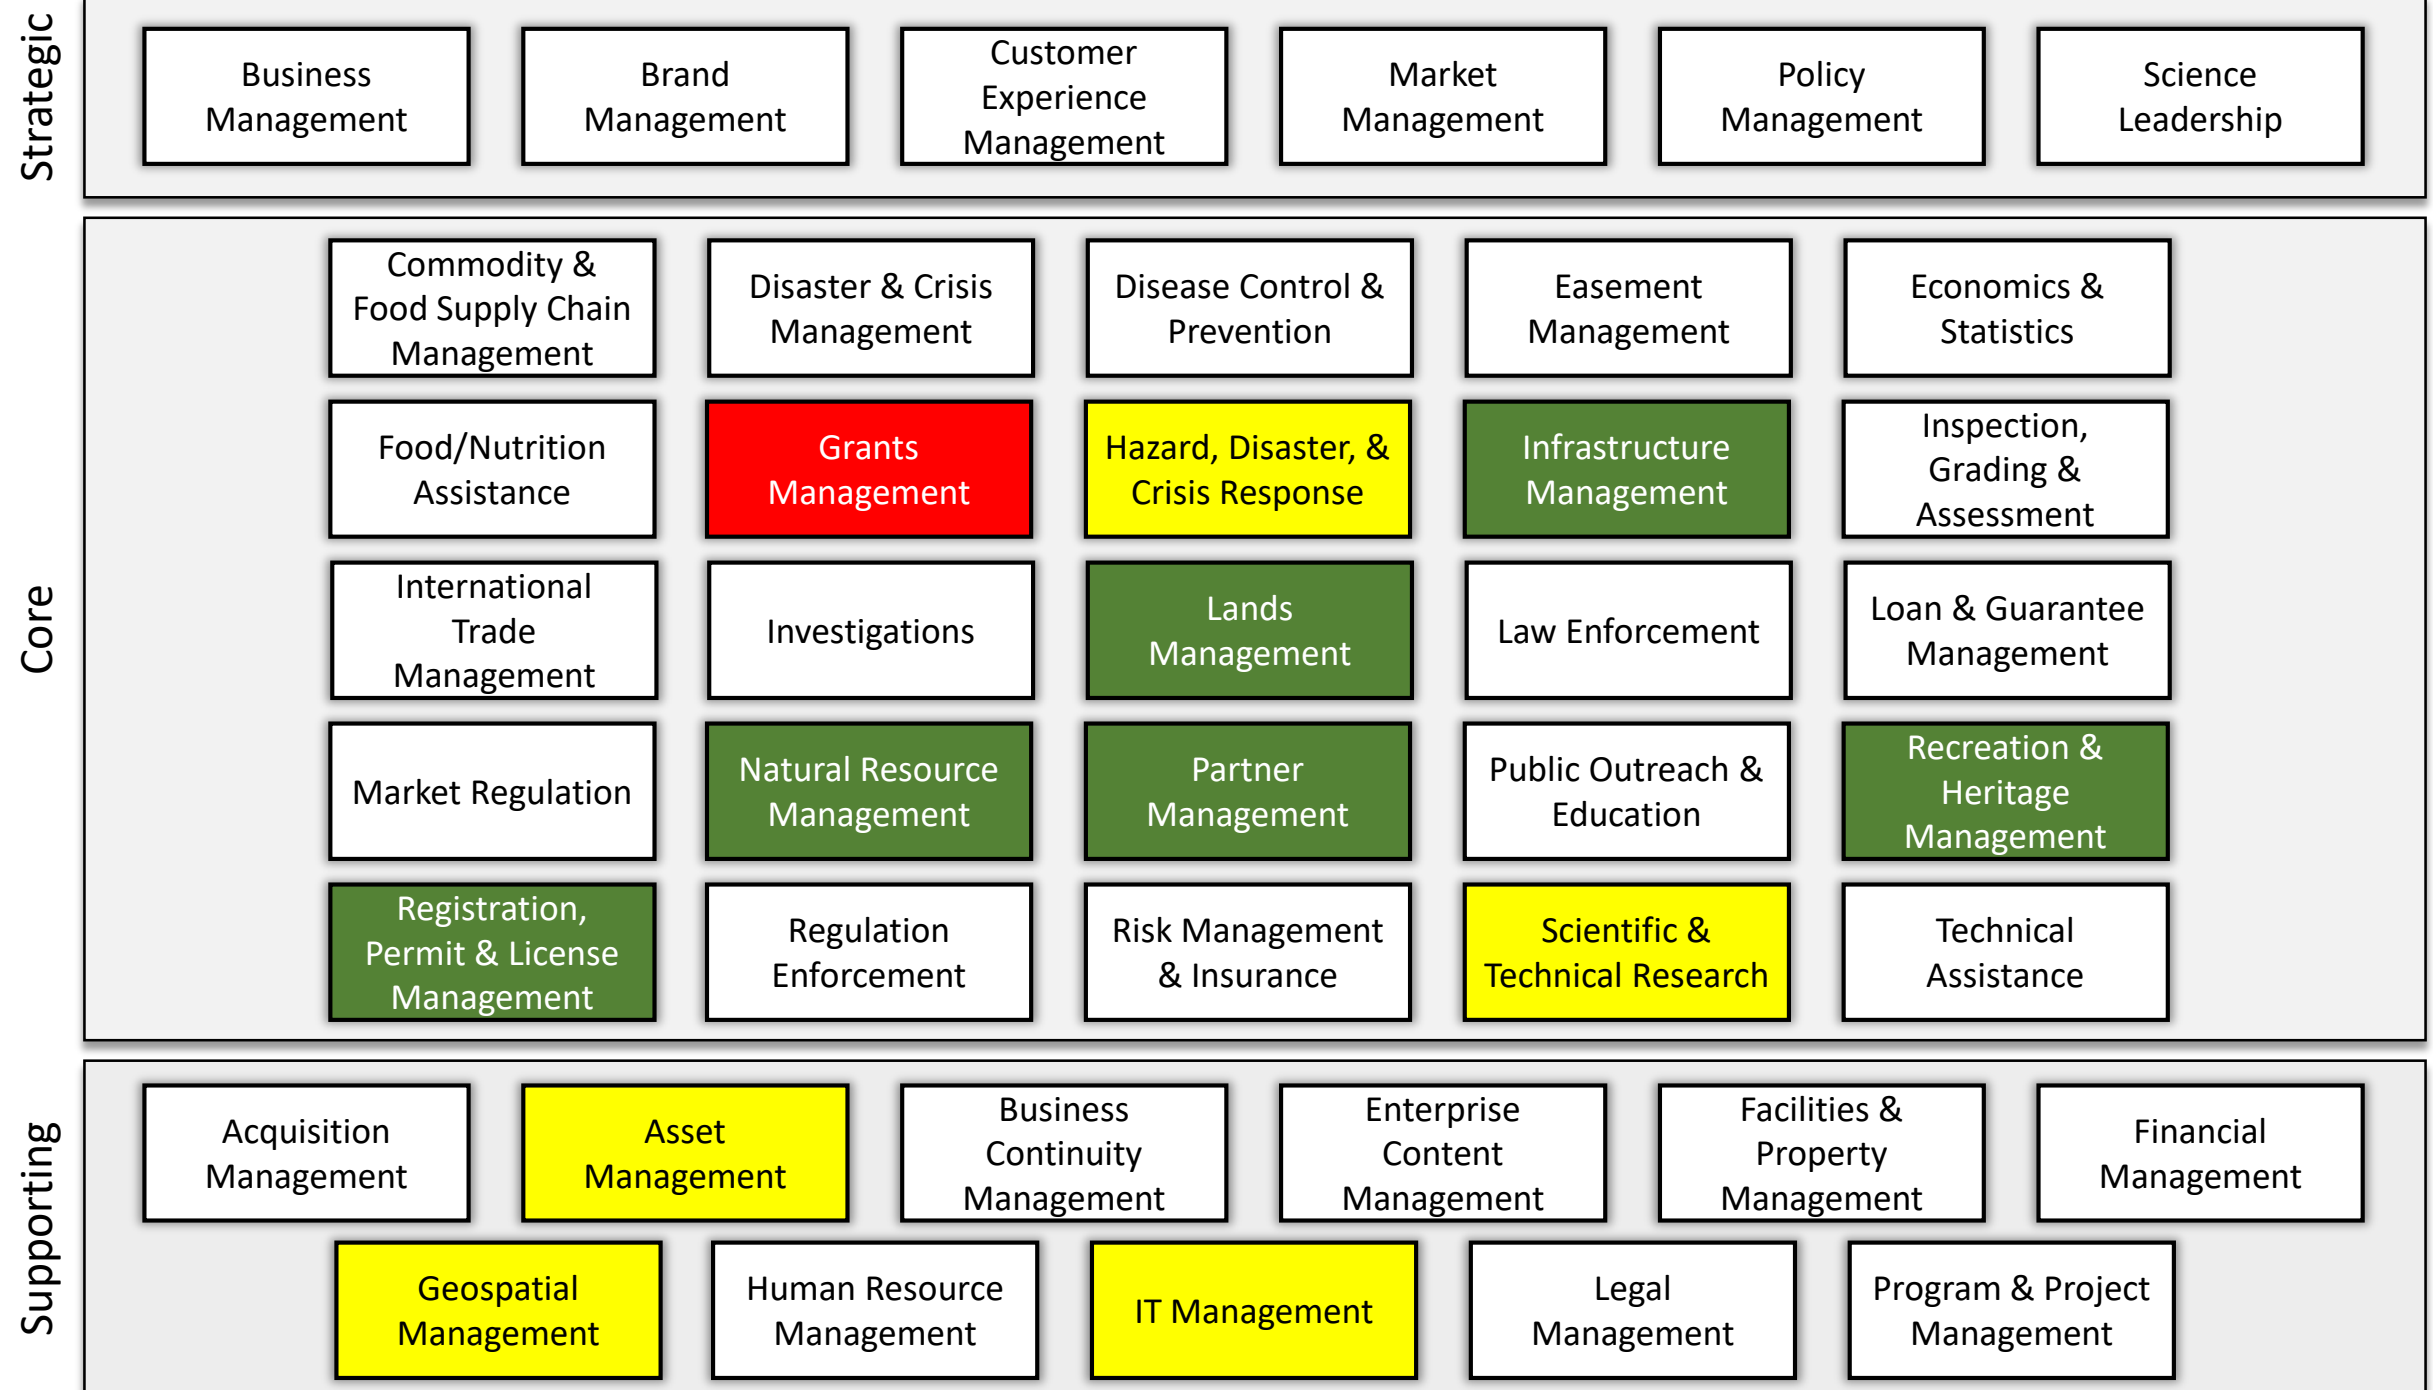 Strategic
Business
Management
Brand
Management
Customer
Experience
Management
Market
Management
Policy
Management
Science
Leadership
Core
Commodity &
Food Supply Chain
Management
Disaster & Crisis
Management
Disease Control &
Prevention
Easement
Management
Economics &
Statistics
Food/Nutrition
Assistance
Grants
Management
Hazard, Disaster, &
Crisis Response
Infrastructure
Management
Inspection,
Grading &
Assessment
International
Trade
Management
Investigations
Lands
Management
Law Enforcement
Loan & Guarantee
Management
Market Regulation
Natural Resource
Management
Partner
Management
Public Outreach &
Education
Recreation &
Heritage
Management
Registration,
Permit & License
Management
Regulation
Enforcement
Risk Management
& Insurance
Scientific &
Technical Research
Technical
Assistance
Supporting
Acquisition
Management
Asset
Management
Business
Continuity
Management
Enterprise
Content
Management
Facilities &
Property
Management
Financial
Management
Geospatial
Management
Human Resource
Management
IT Management
Legal
Management
Program & Project
Management